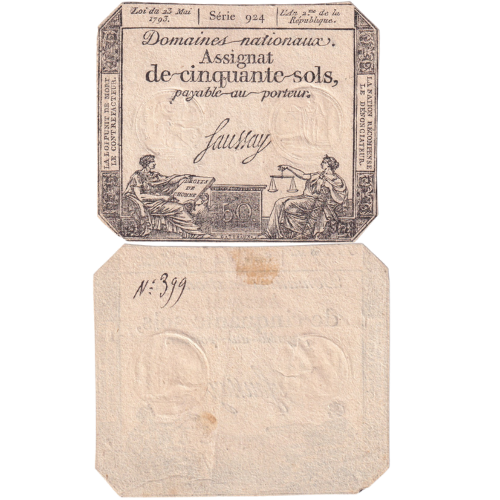 Loi du 23 Mai 1793.
Série 924
L'An 2.me de la République.
Domaines nationaux.
Assignat
de cinquante sols,
payable au porteur.
Saussay
LA LOI PUNIT DE MORT
LE CONTREFACTEUR.
LA NATION RÉCOMPENSE
LE DÉNONCIATEUR.
DROITS
DE
HOMME
50
N.º 399